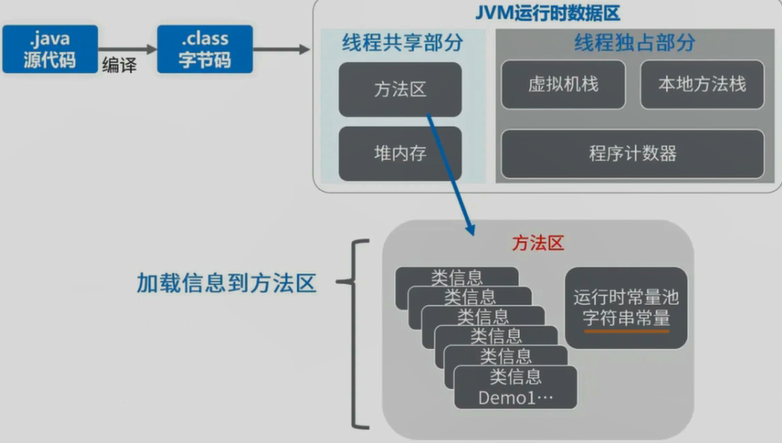 JVM运行时数据区
.java
源代码
编译
.class
字节码
线程共享部分
线程独占部分
方法区
虚拟机栈
本地方法栈
堆内存
程序计数器
方法区
加载信息到方法区
类信息
类信息
类信息
类信息
类信息
类信息
Demo1…
运行时常量池
字符串常量